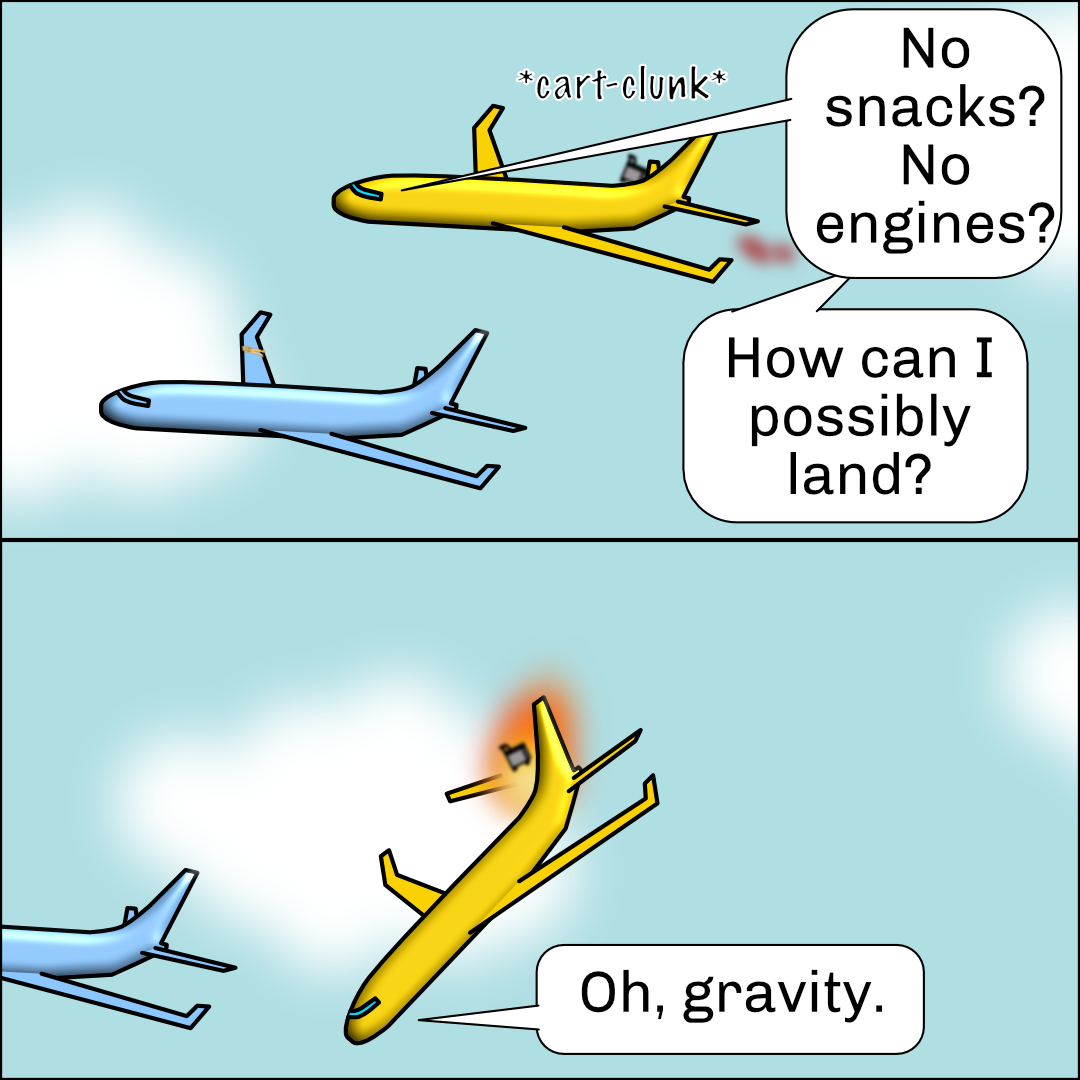 *cart-clunk*
No
snacks?
No
engines?
How can I
possibly
land?
Oh, gravity.